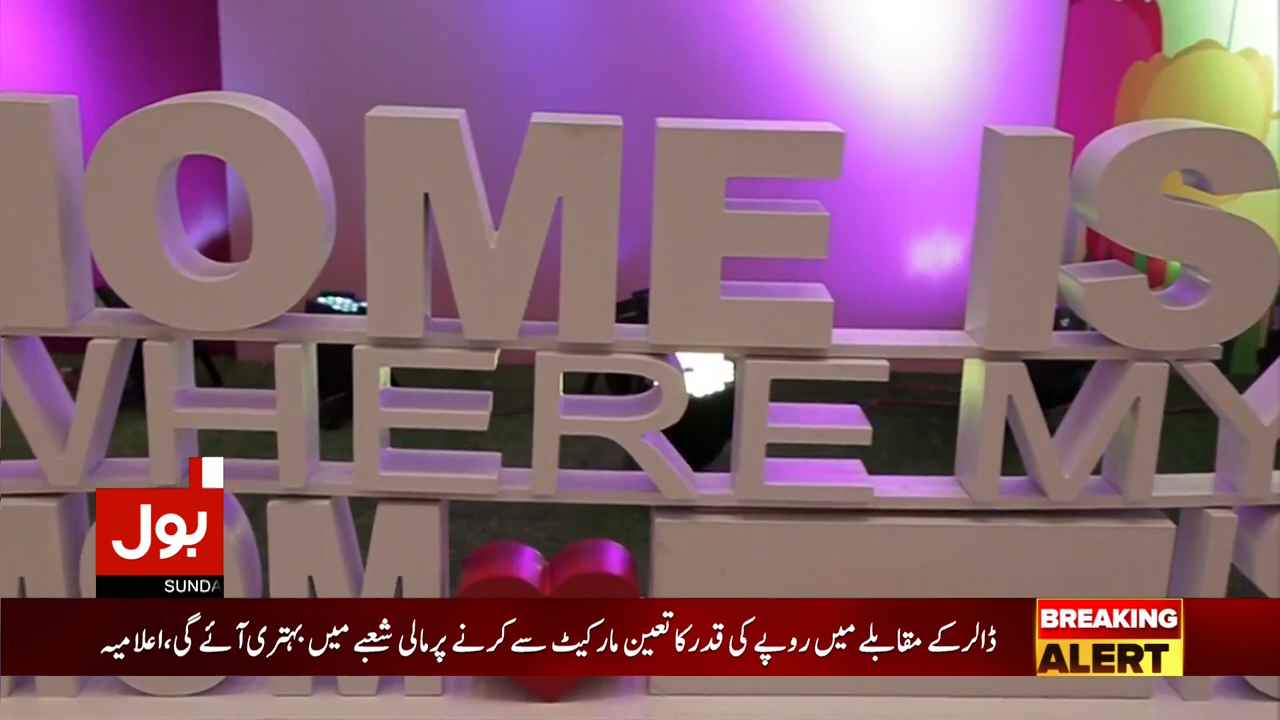 HOME IS
WHERE MY
MOM IS
بول
SUNDA
ڈالر کے مقابلے میں روپے کی قدر کا تعین مارکیٹ سے کرنے پر مالی شعبے میں بہتری آئے گی، اعلامیہ
BREAKING
ALERT